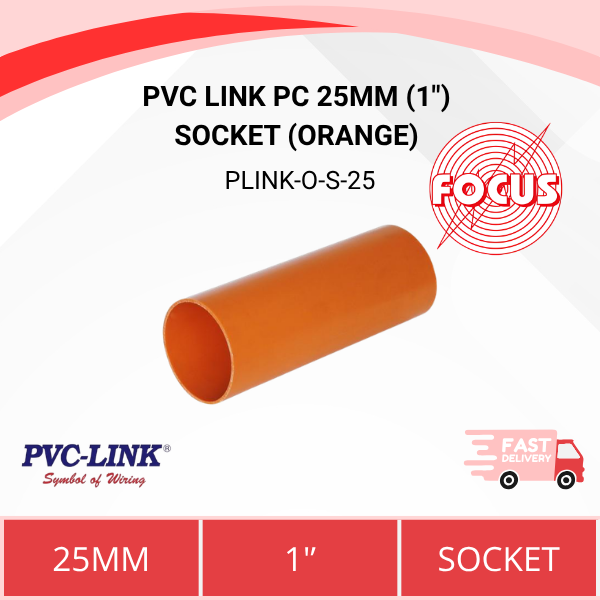 PVC LINK PC 25MM (1")
SOCKET (ORANGE)
PLINK-O-S-25
FOCUS
PVC-LINK®
Symbol of Wiring
FAST
DELIVERY
25MM
1"
SOCKET